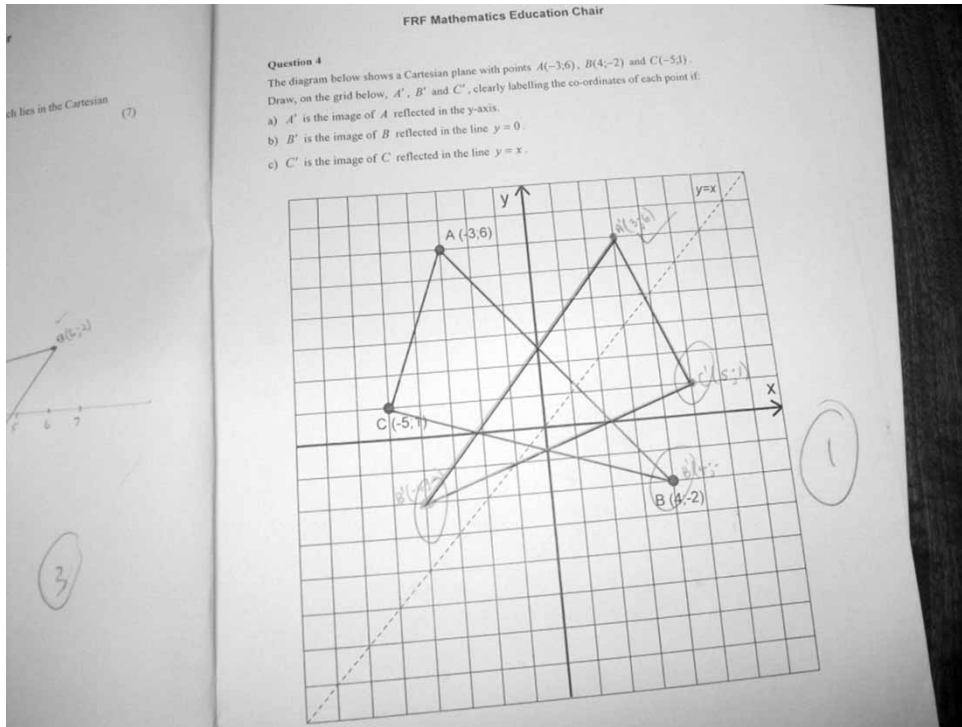 FRF Mathematics Education Chair
ch lies in the Cartesian
(7)
Question 4
The diagram below shows a Cartesian plane with points A(−3;6), B(4;−2) and C(−5;1).
Draw, on the grid below, A', B' and C', clearly labelling the co-ordinates of each point if:
a) A' is the image of A reflected in the y-axis.
b) B' is the image of B reflected in the line y = 0.
c) C' is the image of C reflected in the line y = x.
y
y=x
A (-3;6)
A'(3;6)
C'(5;1)
x
C (-5;1)
B (4;-2)
5 6 7
3
1